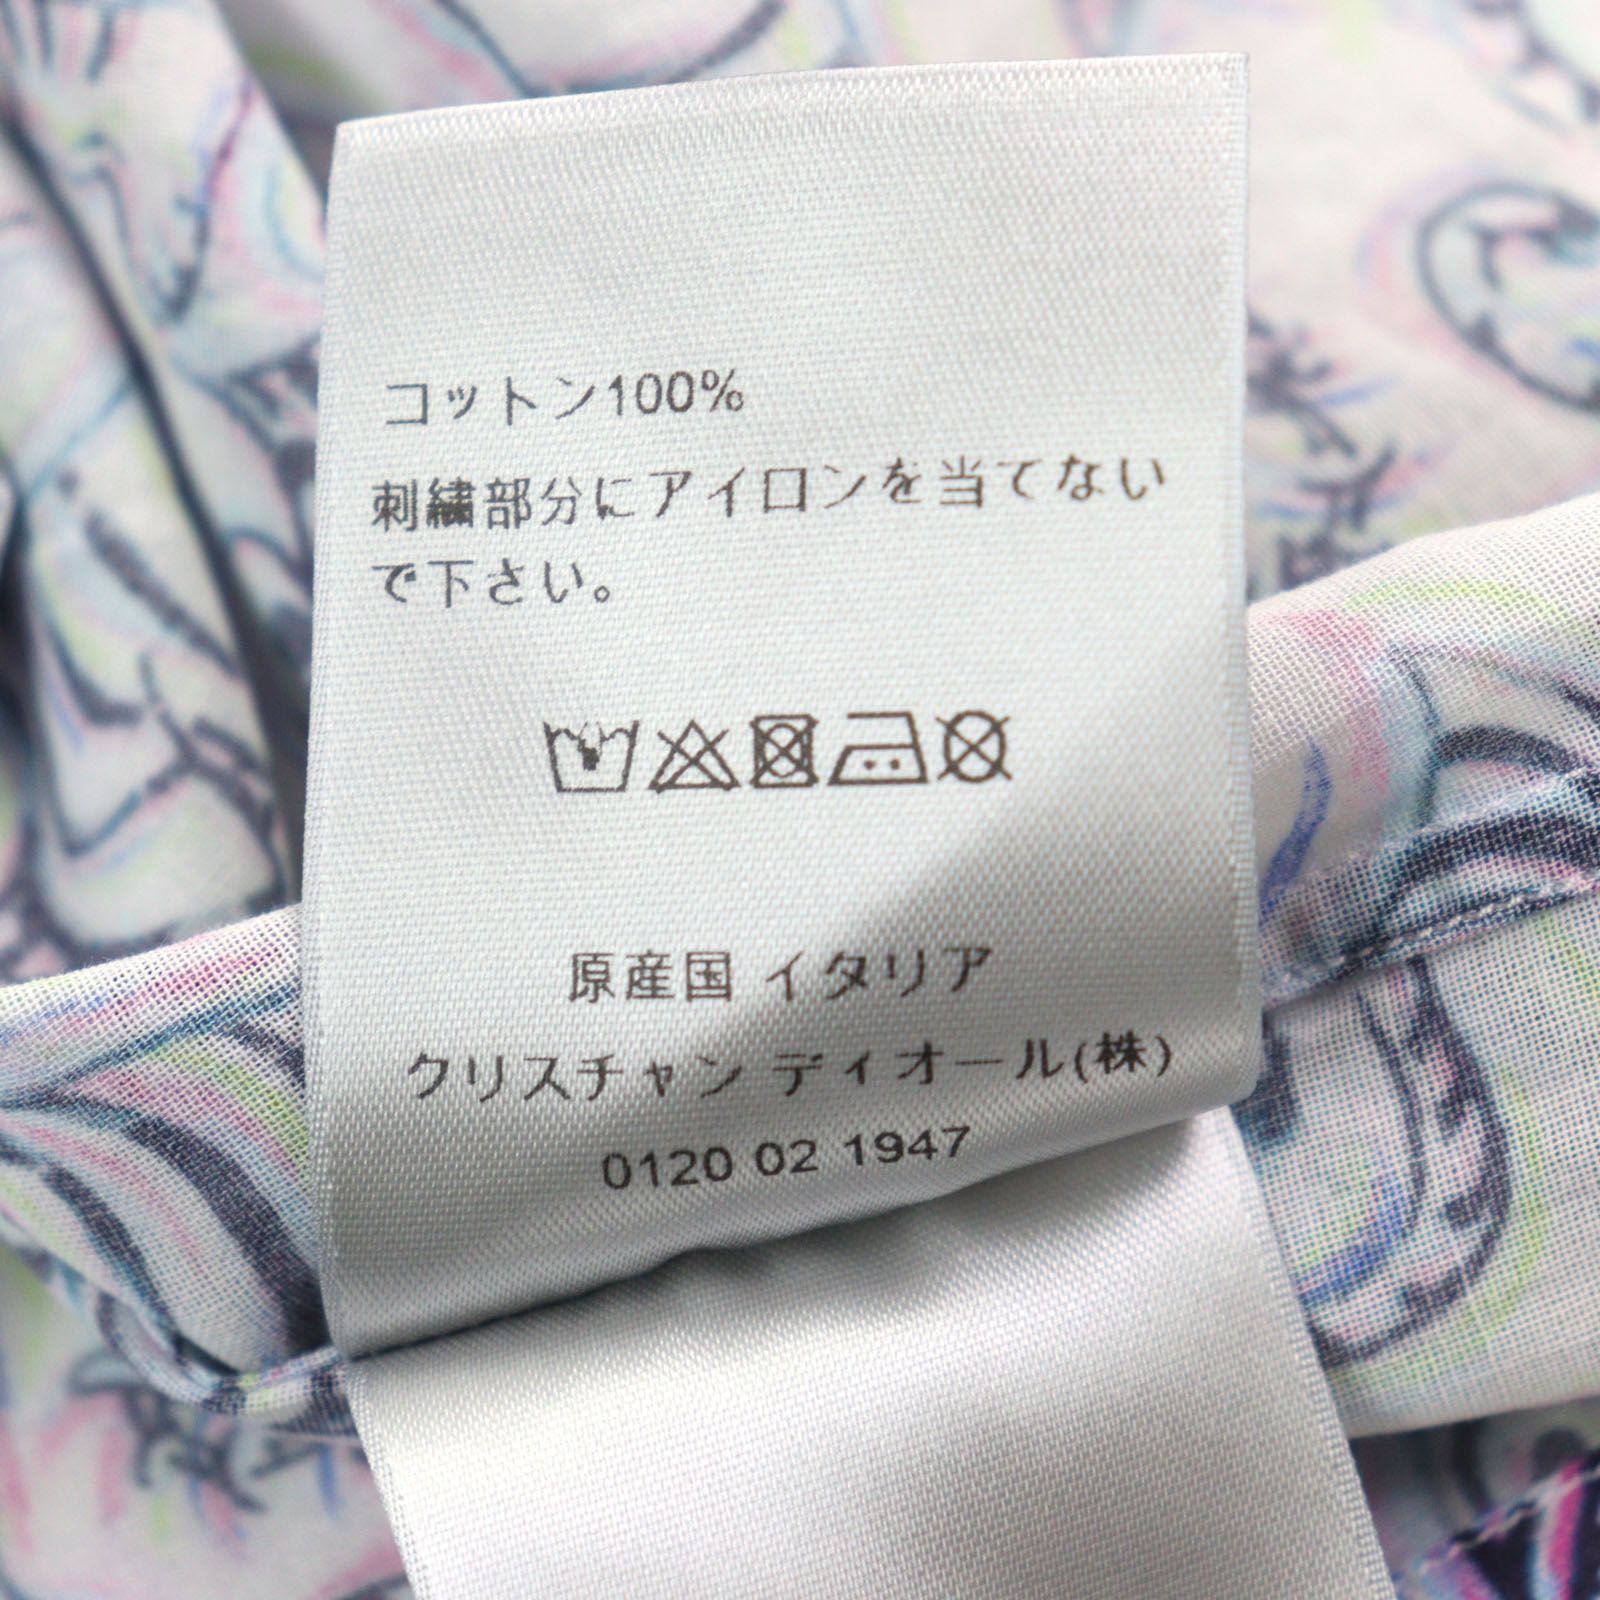 コットン100%
刺繍部分にアイロンを当てない
で下さい。
原産国 イタリア
クリスチャン ディオール(株)
0120 02 1947